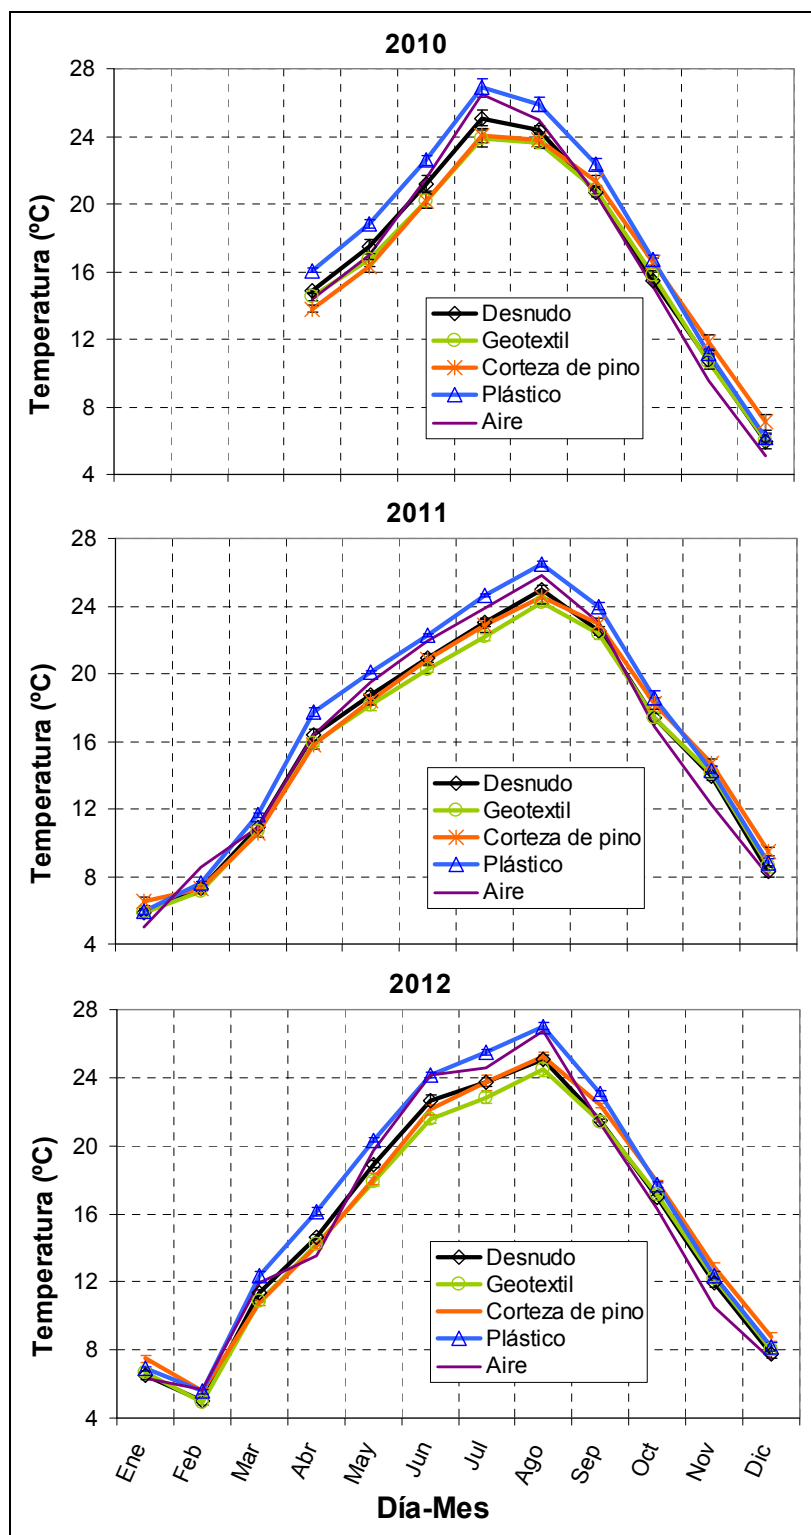 2010
28
24
20
16
12
8
4
Temperatura (ºC)
Desnudo
Geotextil
Corteza de pino
Plástico
Aire
2011
28
24
20
16
12
8
4
Temperatura (ºC)
Desnudo
Geotextil
Corteza de pino
Plástico
Aire
2012
28
24
20
16
12
8
4
Temperatura (ºC)
Desnudo
Geotextil
Corteza de pino
Plástico
Aire
Ene Feb Mar Abr May Jun Jul Ago Sep Oct Nov Dic
Día-Mes